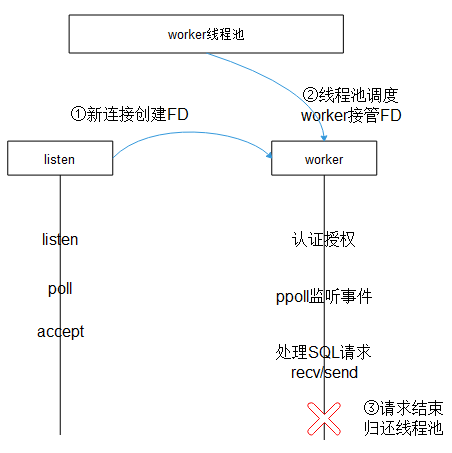 worker线程池
①新连接创建FD
②线程池调度
worker接管FD
listen
worker
listen
poll
accept
认证授权
ppoll监听事件
处理SQL请求
recv/send
③请求结束
归还线程池